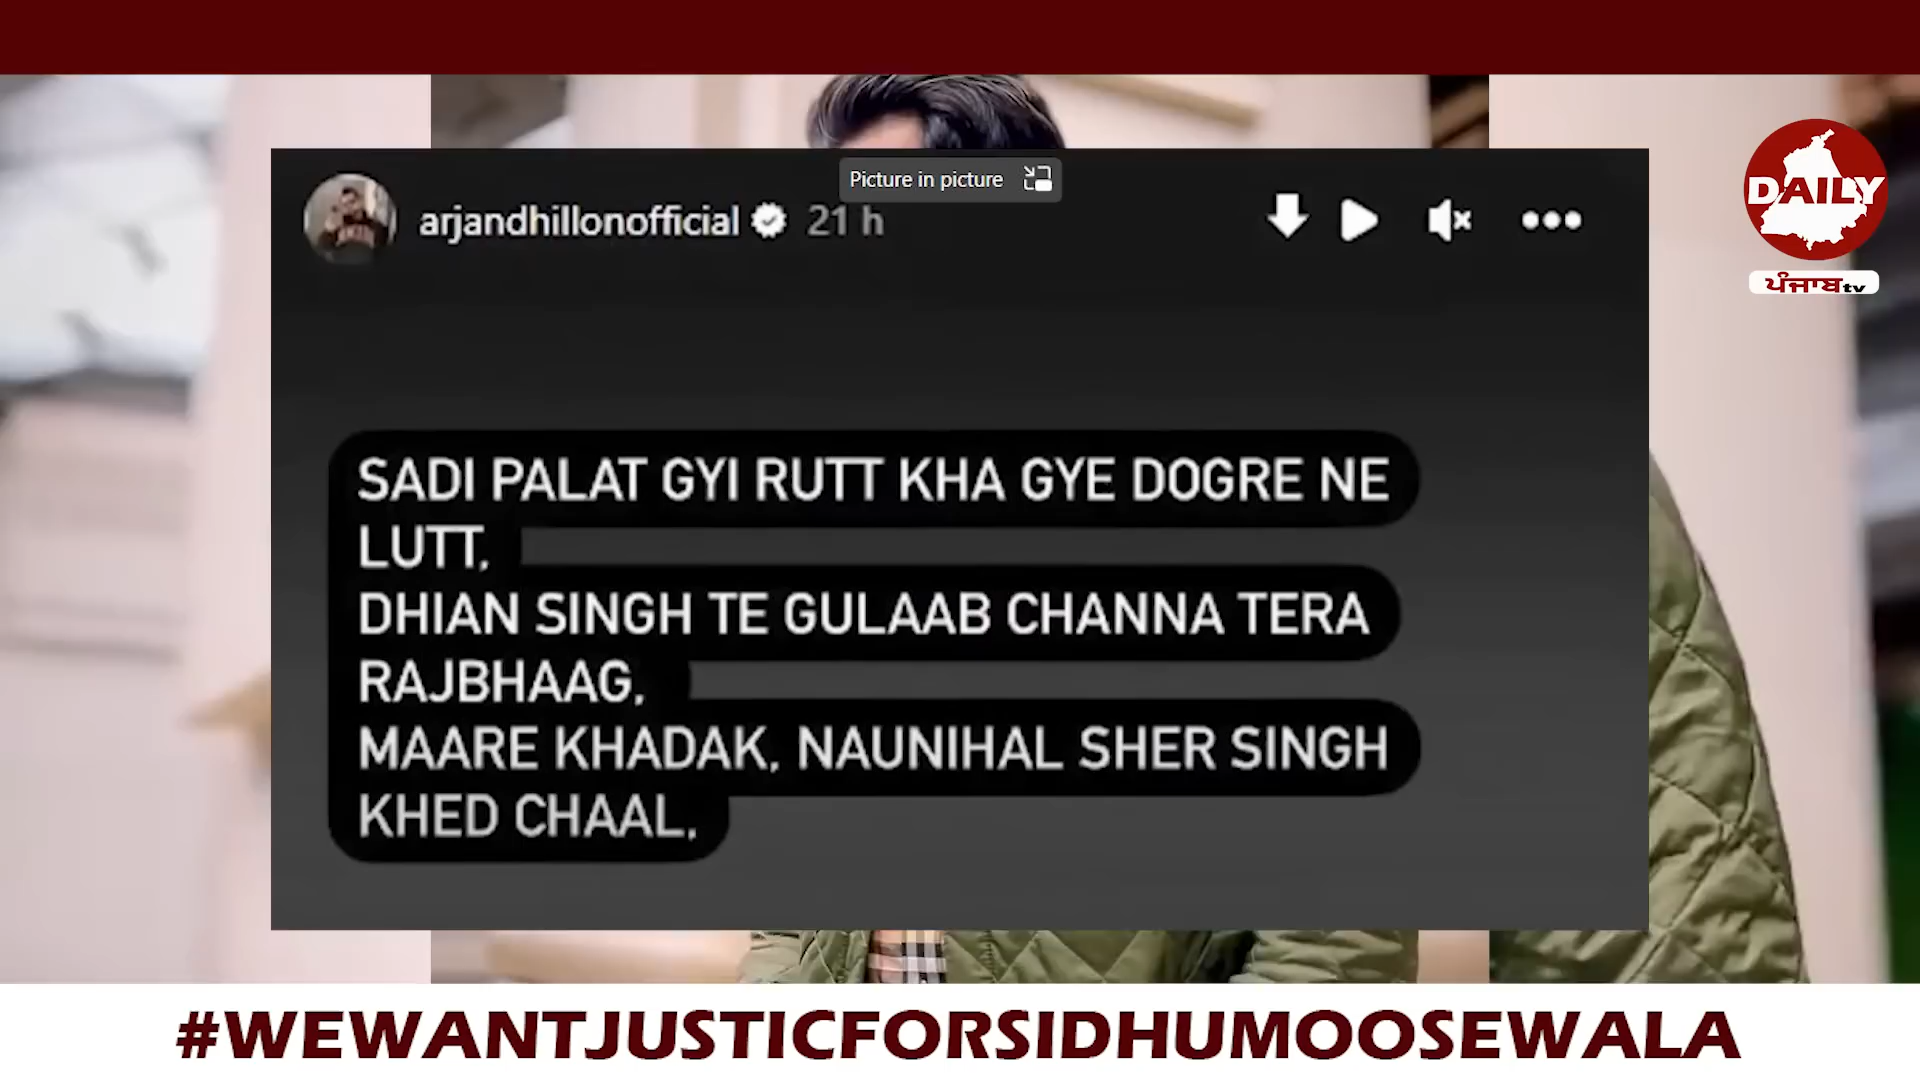 Picture in picture
arjandhillonofficial 21 h
DAILY
ਪੰਜਾਬ tv
SADI PALAT GYI RUTT KHA GYE DOGRE NE
LUTT,
DHIAN SINGH TE GULAAB CHANNA TERA
RAJBHAAG,
MAARE KHADAK, NAUNIHAL SHER SINGH
KHED CHAAL,
#WEWANTJUSTICFORSIDHUMOOSEWALA